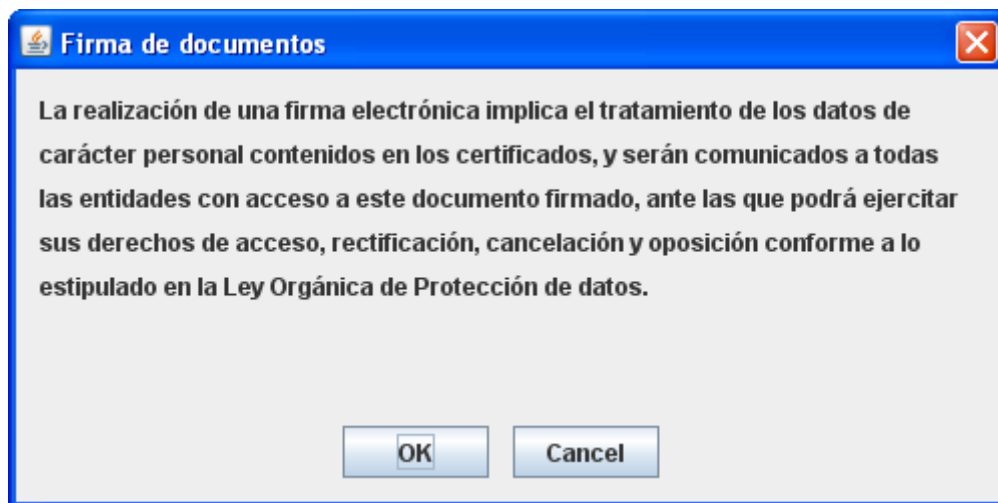 Firma de documentos
La realización de una firma electrónica implica el tratamiento de los datos de
carácter personal contenidos en los certificados, y serán comunicados a todas
las entidades con acceso a este documento firmado, ante las que podrá ejercitar
sus derechos de acceso, rectificación, cancelación y oposición conforme a lo
estipulado en la Ley Orgánica de Protección de datos.
OK
Cancel